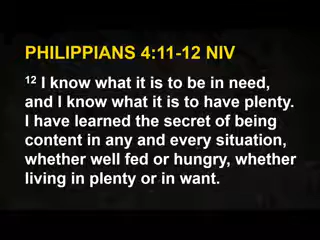 PHILIPPIANS 4:11-12 NIV
12 I know what it is to be in need,
and I know what it is to have plenty.
I have learned the secret of being
content in any and every situation,
whether well fed or hungry, whether
living in plenty or in want.